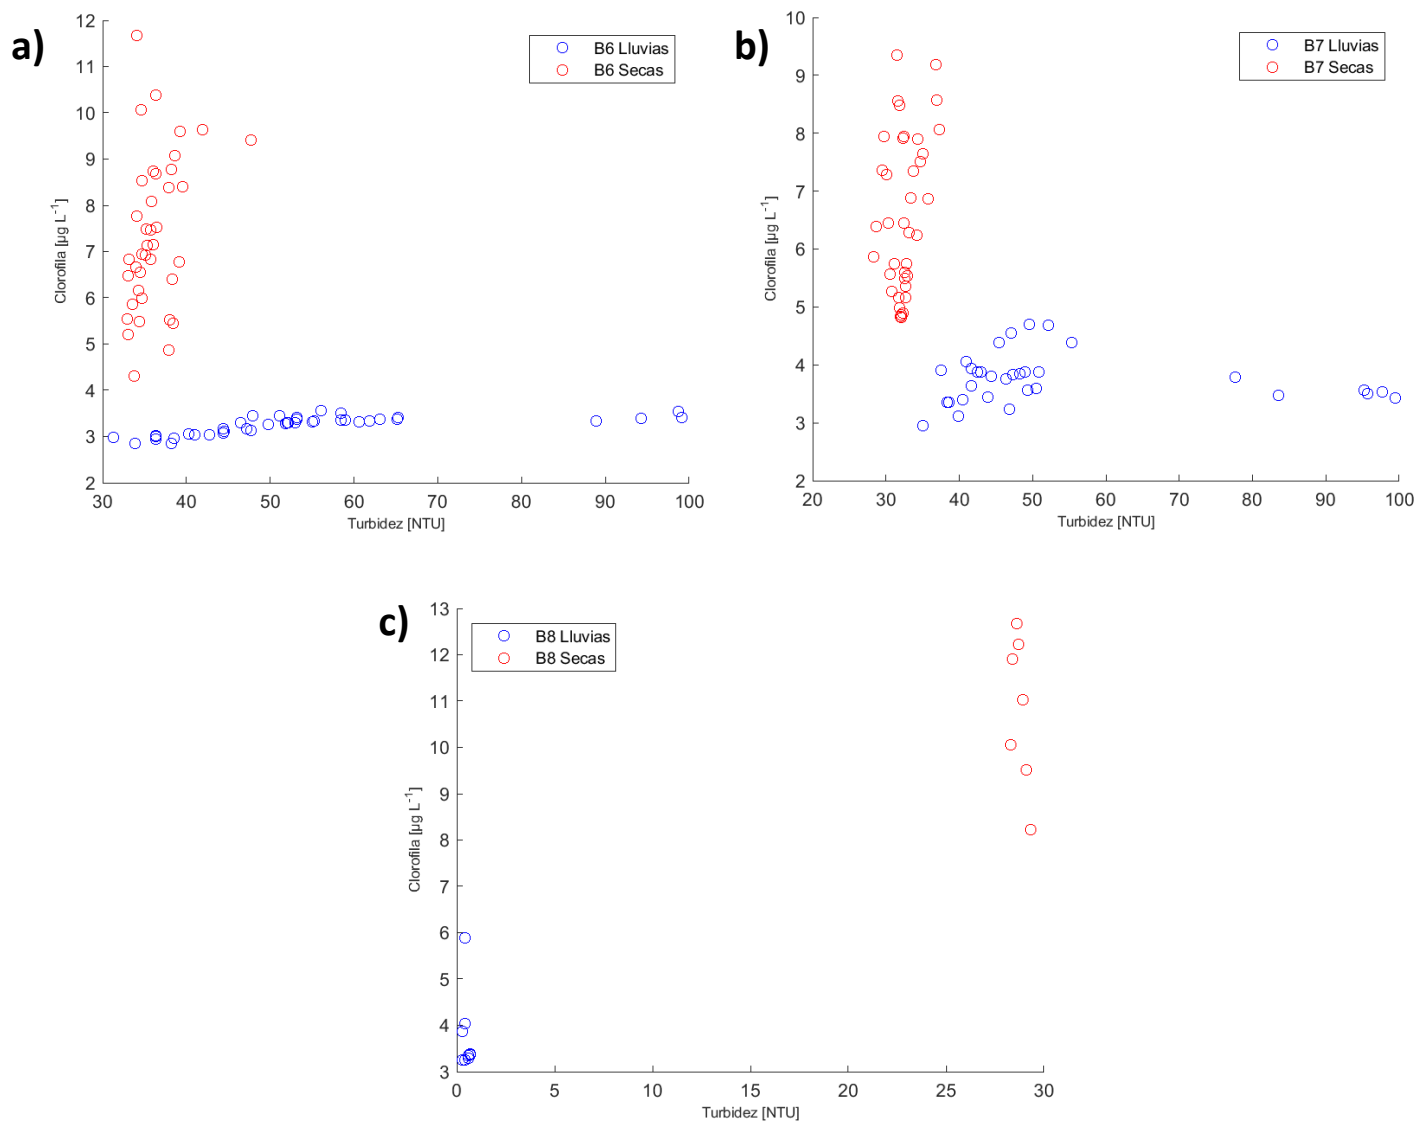 a)
12
11
10
9
8
7
6
5
4
3
2
Clorofila [µg L⁻¹]
B6 Lluvias
B6 Secas
30 40 50 60 70 80 90 100
Turbidez [NTU]
b)
10
9
8
7
6
5
4
3
2
Clorofila [µg L⁻¹]
B7 Lluvias
B7 Secas
20 30 40 50 60 70 80 90 100
Turbidez [NTU]
c)
13
12
11
10
9
8
7
6
5
4
3
Clorofila [µg L⁻¹]
B8 Lluvias
B8 Secas
0 5 10 15 20 25 30
Turbidez [NTU]